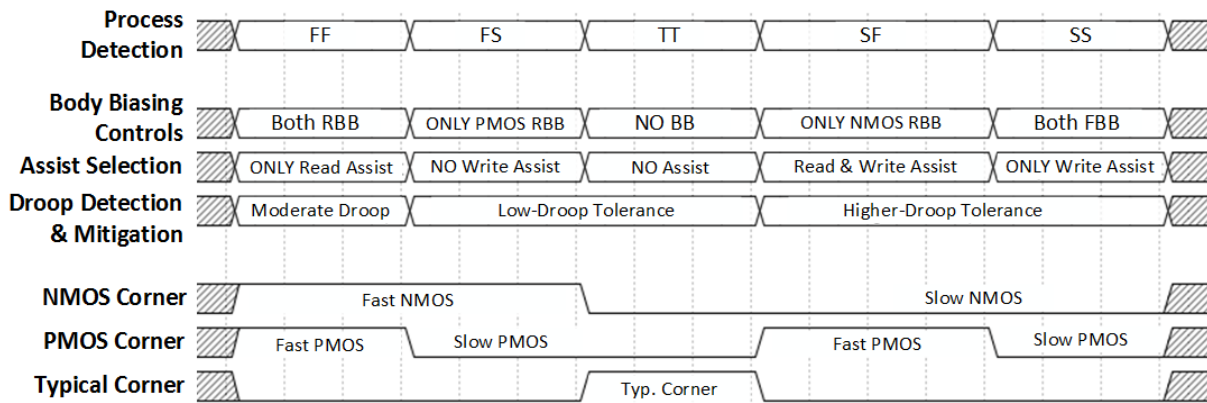 Process
Detection
FF FS TT SF SS
Body Biasing
Controls
Both RBB ONLY PMOS RBB NO BB ONLY NMOS RBB Both FBB
Assist Selection
ONLY Read Assist NO Write Assist NO Assist Read & Write Assist ONLY Write Assist
Droop Detection
& Mitigation
Moderate Droop Low-Droop Tolerance Higher-Droop Tolerance
NMOS Corner
Fast NMOS Slow NMOS
PMOS Corner
Fast PMOS Slow PMOS Fast PMOS Slow PMOS
Typical Corner
Typ. Corner